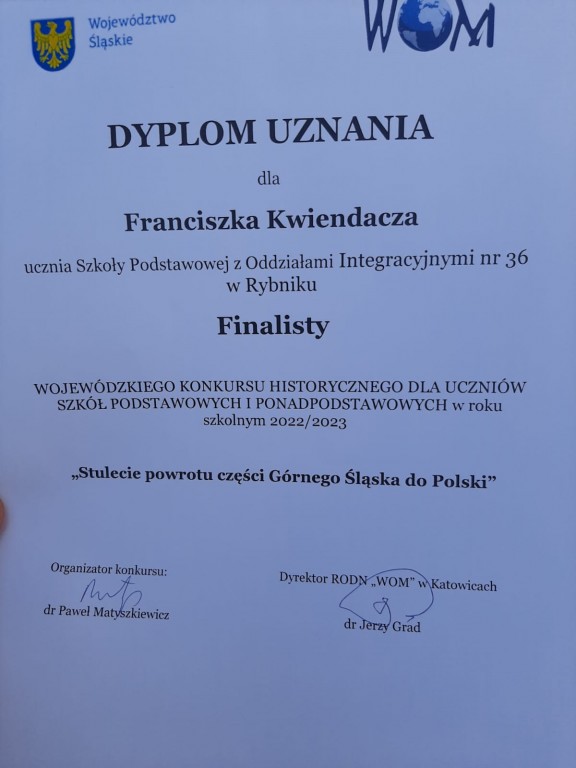 Województwo
Śląskie
WOM
DYPLOM UZNANIA
dla
Franciszka Kwiendacza
ucznia Szkoły Podstawowej z Oddziałami Integracyjnymi nr 36
w Rybniku
Finalisty
WOJEWÓDZKIEGO KONKURSU HISTORYCZNEGO DLA UCZNIÓW
SZKÓŁ PODSTAWOWYCH I PONADPODSTAWOWYCH w roku
szkolnym 2022/2023
„Stulecie powrotu części Górnego Śląska do Polski”
Organizator konkursu:
dr Paweł Matyszkiewicz
Dyrektor RODN „WOM” w Katowicach
dr Jerzy Grad